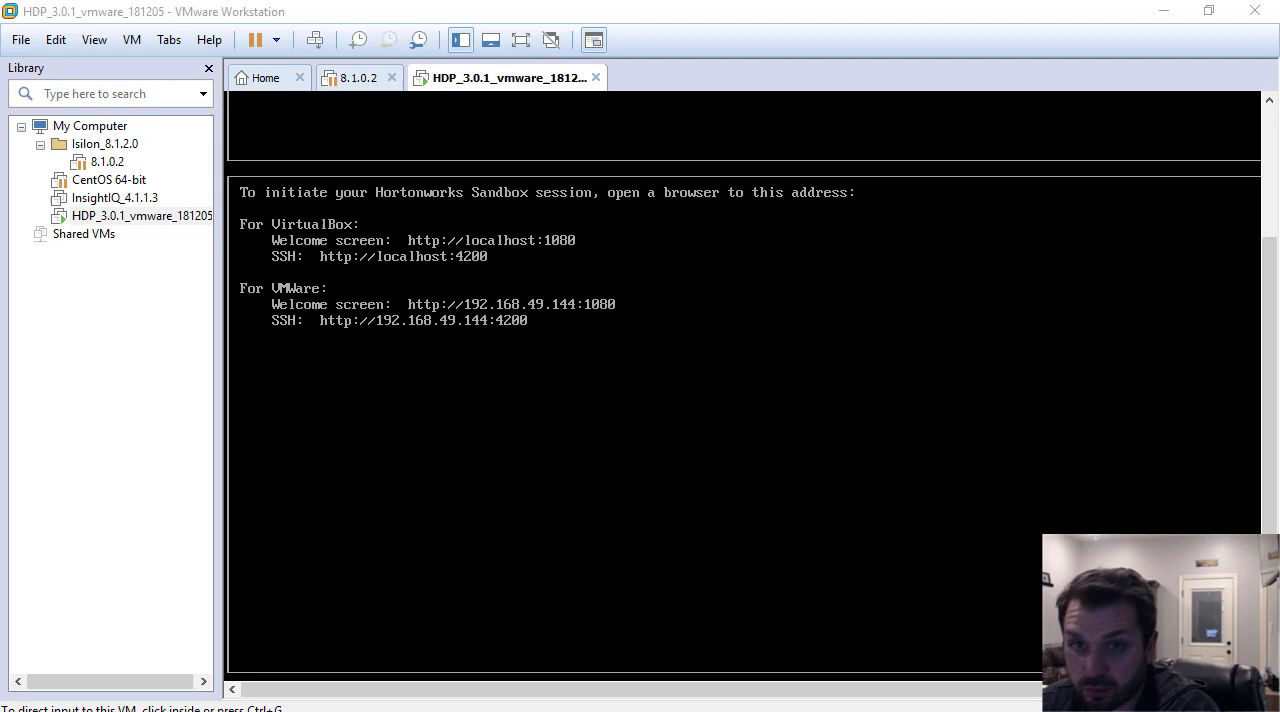 HDP_3.0.1_vmware_181205 - VMware Workstation
File Edit View VM Tabs Help
Library
Type here to search
My Computer
Isilon_8.1.2.0
8.1.0.2
CentOS 64-bit
InsightIQ_4.1.1.3
HDP_3.0.1_vmware_181205
Shared VMs
Home
8.1.0.2
HDP_3.0.1_vmware_1812...
To initiate your Hortonworks Sandbox session, open a browser to this address:
For VirtualBox:
Welcome screen: http://localhost:1080
SSH: http://localhost:4200
For VMWare:
Welcome screen: http://192.168.49.144:1080
SSH: http://192.168.49.144:4200
To direct input to this VM, click inside or press Ctrl+G